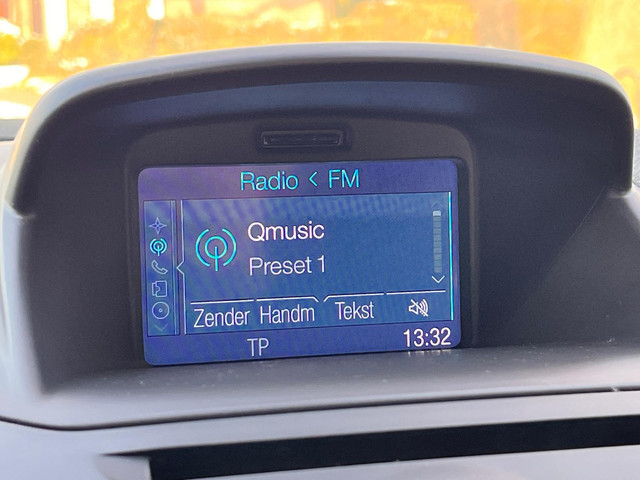 Radio < FM
Qmusic
Preset 1
Zender Handm Tekst
TP 13:32